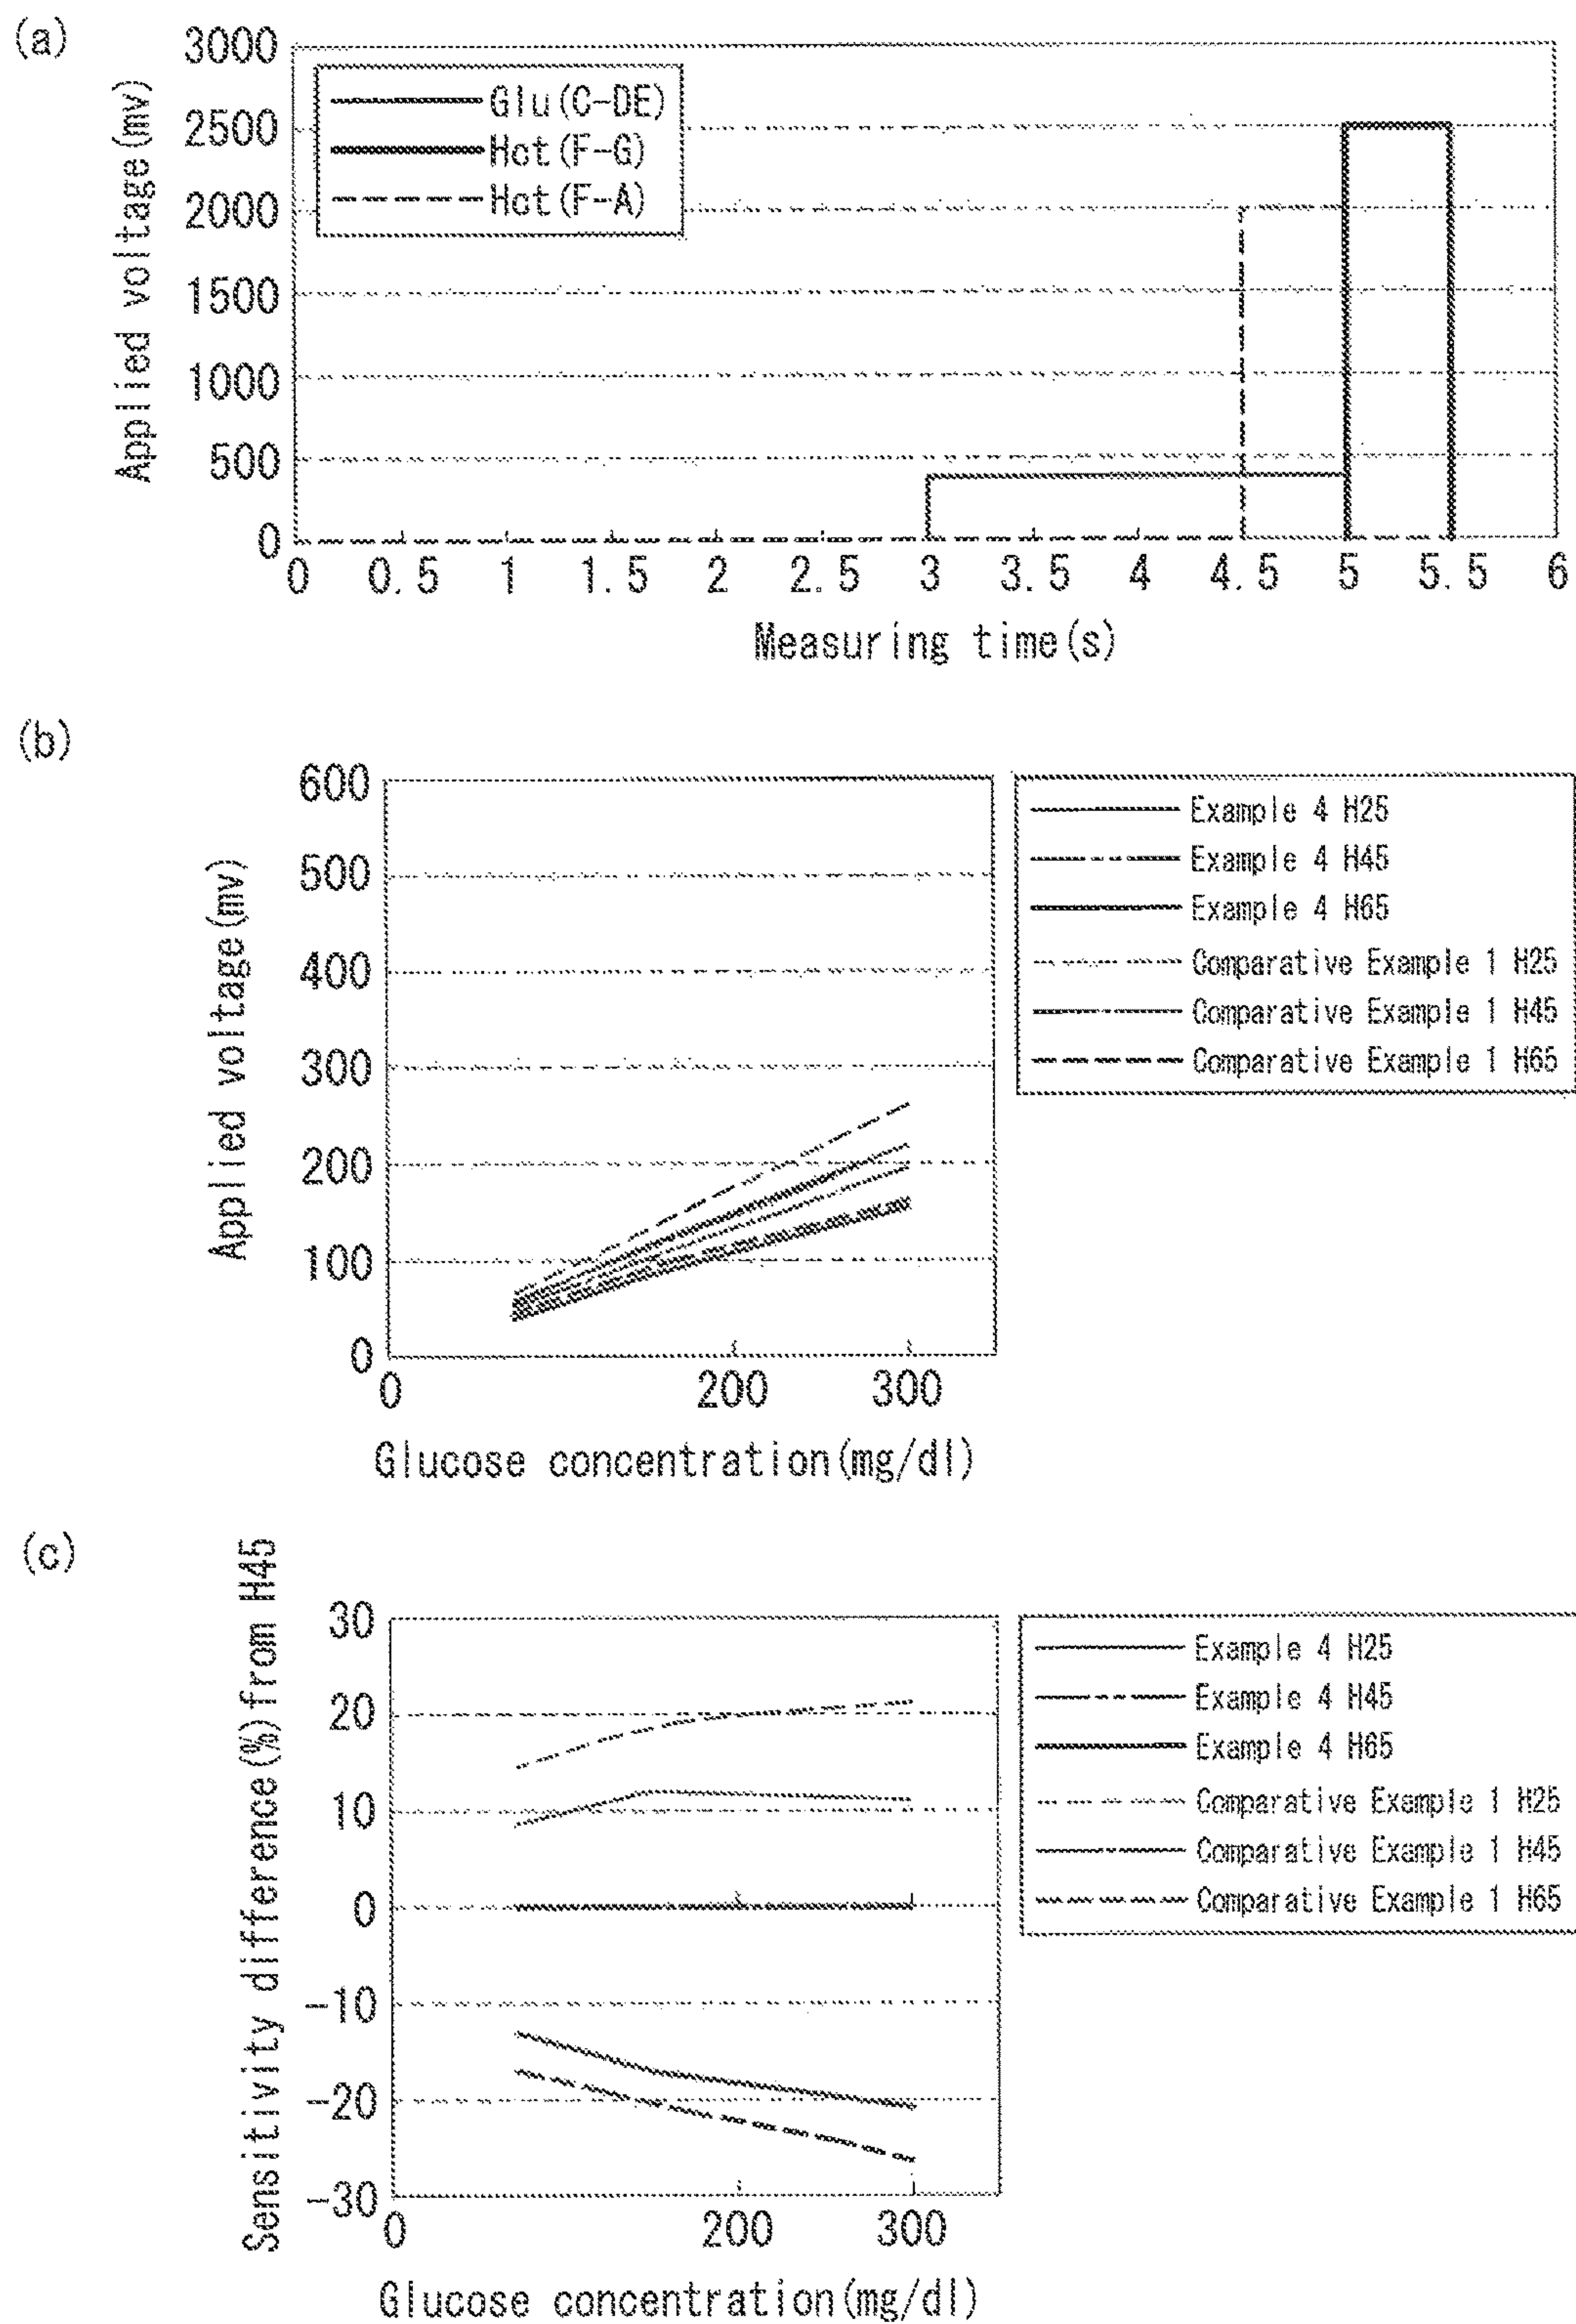 (a)
Applied voltage(mv)
3000
2500
2000
1500
1000
500
0
Glu(C-DE)
Hct(F-G)
Hct(F-A)
0 0.5 1 1.5 2 2.5 3 3.5 4 4.5 5 5.5 6
Measuring time(s)
(b)
Applied voltage(mv)
600
500
400
300
200
100
0
0 200 300
Glucose concentration(mg/dl)
Example 4 H25
Example 4 H45
Example 4 H65
Comparative Example 1 H25
Comparative Example 1 H45
Comparative Example 1 H65
(c)
Sensitivity difference(%)from H45
30
20
10
0
-10
-20
-30
0 200 300
Glucose concentration(mg/dl)
Example 4 H25
Example 4 H45
Example 4 H65
Comparative Example 1 H25
Comparative Example 1 H45
Comparative Example 1 H65